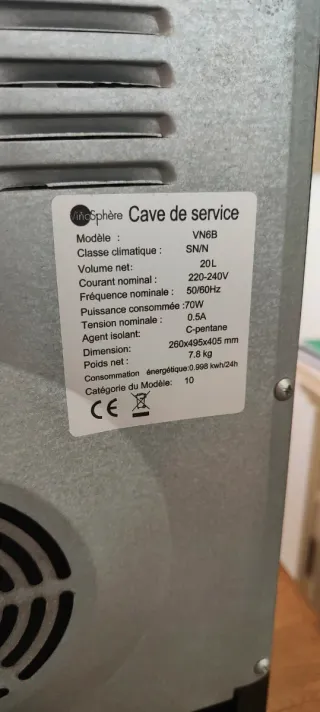 VinoSphère Cave de service
Modèle : VN6B
Classe climatique : SN/N
Volume net: 20L
Courant nominal : 220-240V
Fréquence nominale : 50/60Hz
Puissance consommée :70W
Tension nominale : 0.5A
Agent isolant: C-pentane
Dimension: 260x495x405 mm
Poids net : 7.8 kg
Consommation énergétique:0.998 kwh/24h
Catégorie du Modèle: 10
CE